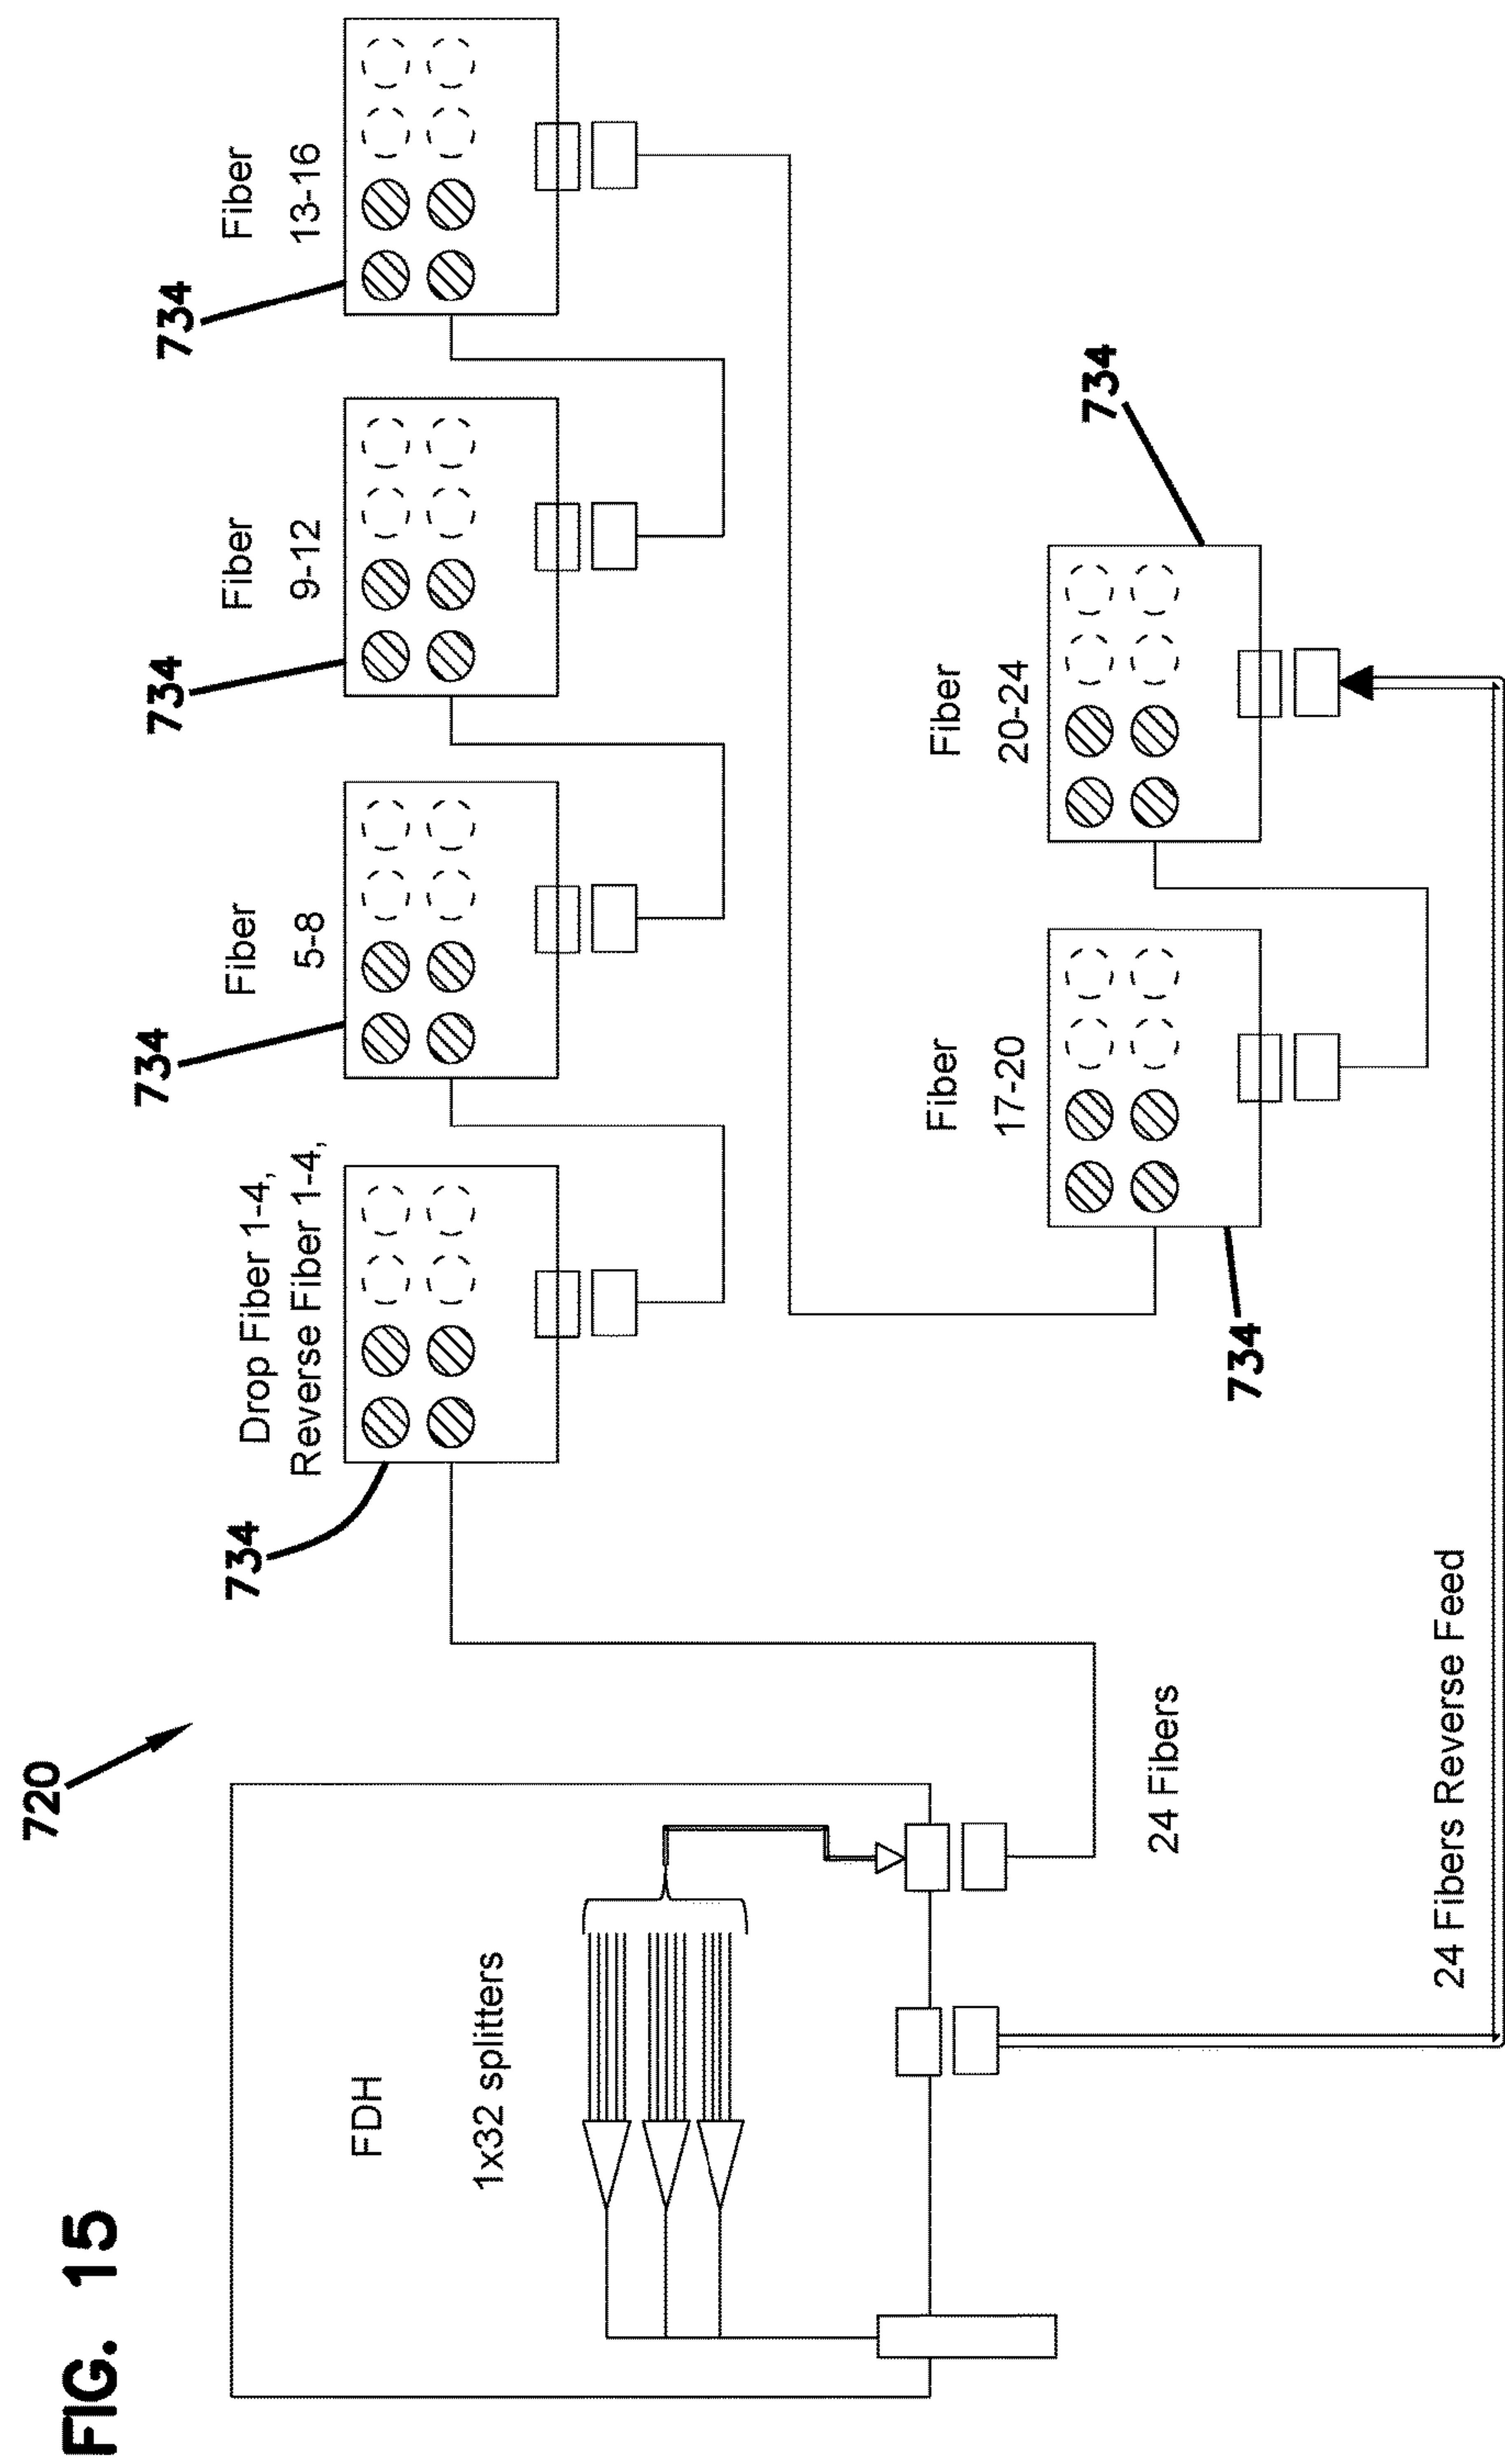 FIG. 15
720
FDH
1x32 splitters
24 Fibers
24 Fibers Reverse Feed
734
Drop Fiber 1-4,
Reverse Fiber 1-4,
734
Fiber
5-8
734
Fiber
9-12
734
Fiber
13-16
734
Fiber
17-20
734
Fiber
20-24